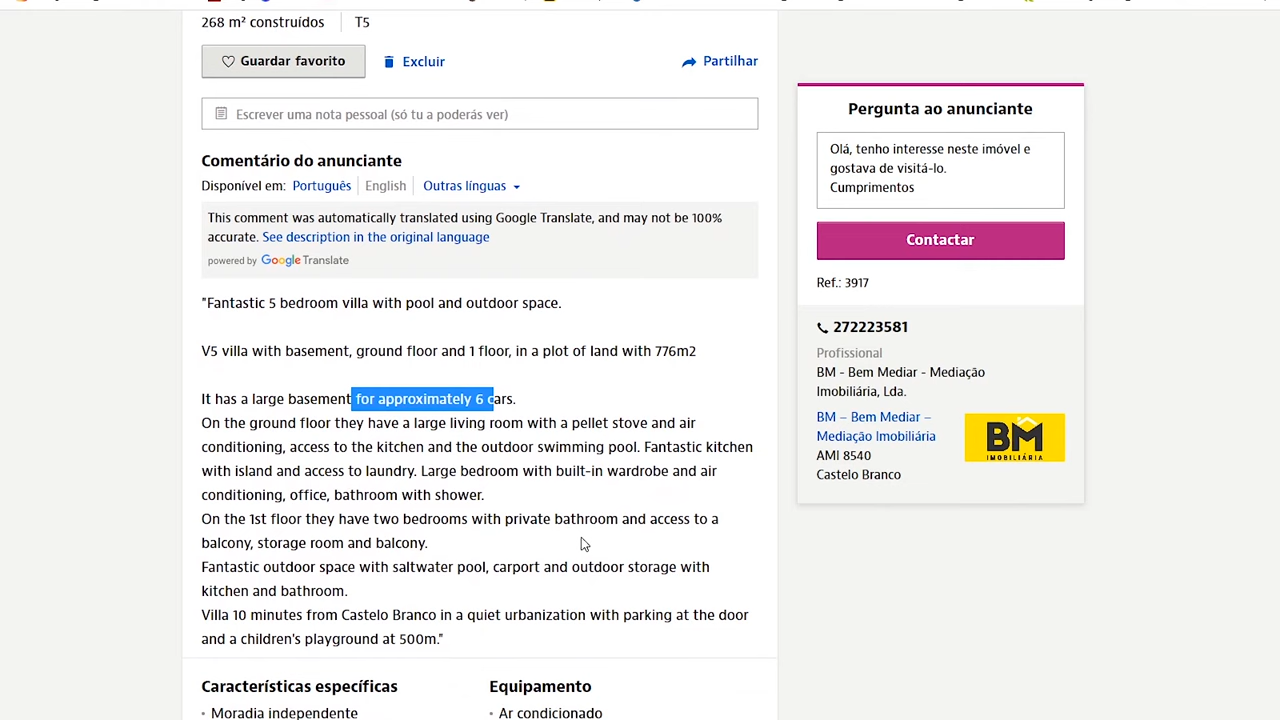 268 m² construídos T5
Guardar favorito Excluir Partilhar
Escrever uma nota pessoal (só tu a poderás ver)
Comentário do anunciante
Disponível em: Português English Outras línguas
This comment was automatically translated using Google Translate, and may not be 100%
accurate. See description in the original language
powered by Google Translate
"Fantastic 5 bedroom villa with pool and outdoor space.
V5 villa with basement, ground floor and 1 floor, in a plot of land with 776m2
It has a large basement for approximately 6 cars.
On the ground floor they have a large living room with a pellet stove and air
conditioning, access to the kitchen and the outdoor swimming pool. Fantastic kitchen
with island and access to laundry. Large bedroom with built-in wardrobe and air
conditioning, office, bathroom with shower.
On the 1st floor they have two bedrooms with private bathroom and access to a
balcony, storage room and balcony.
Fantastic outdoor space with saltwater pool, carport and outdoor storage with
kitchen and bathroom.
Villa 10 minutes from Castelo Branco in a quiet urbanization with parking at the door
and a children's playground at 500m."
Características específicas
Moradia independente
Equipamento
Ar condicionado
Pergunta ao anunciante
Olá, tenho interesse neste imóvel e
gostava de visitá-lo.
Cumprimentos
Contactar
Ref.: 3917
272223581
Profissional
BM - Bem Mediar - Mediação
Imobiliária, Lda.
BM – Bem Mediar –
Mediação Imobiliária
AMI 8540
Castelo Branco
BM
IMOBILIÁRIA